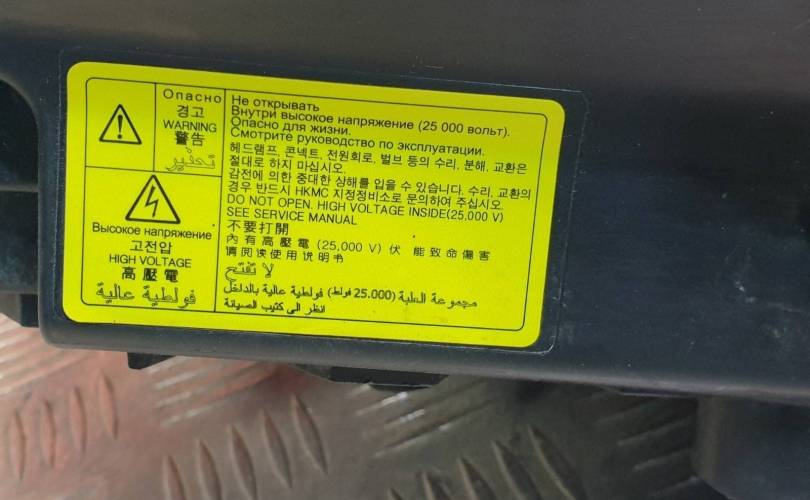 Опасно
경고
WARNING
警告
تحذير
Высокое напряжение
고전압
HIGH VOLTAGE
高壓電
فولطية عالية
Не открывать
Внутри высокое напряжение (25 000 вольт).
Опасно для жизни.
Смотрите руководство по эксплуатации.
헤드램프, 콘넥트, 전원회로, 벌브 등의 수리, 분해, 교환은
절대로 하지 마십시오.
감전에 의한 중대한 상해를 입을 수 있습니다. 수리, 교환의
경우 반드시 HKMC 지정정비소로 문의하여 주십시오.
DO NOT OPEN. HIGH VOLTAGE INSIDE(25.000 V)
SEE SERVICE MANUAL
不要打開
內有高壓電 (25,000 V) 伏 能致命傷害
请阅读使用说明书
لا تفتح
مجموعة الطبة (25.000 فولط) فولطية عالية بالداخل
انظر الى كتيب الصيانة